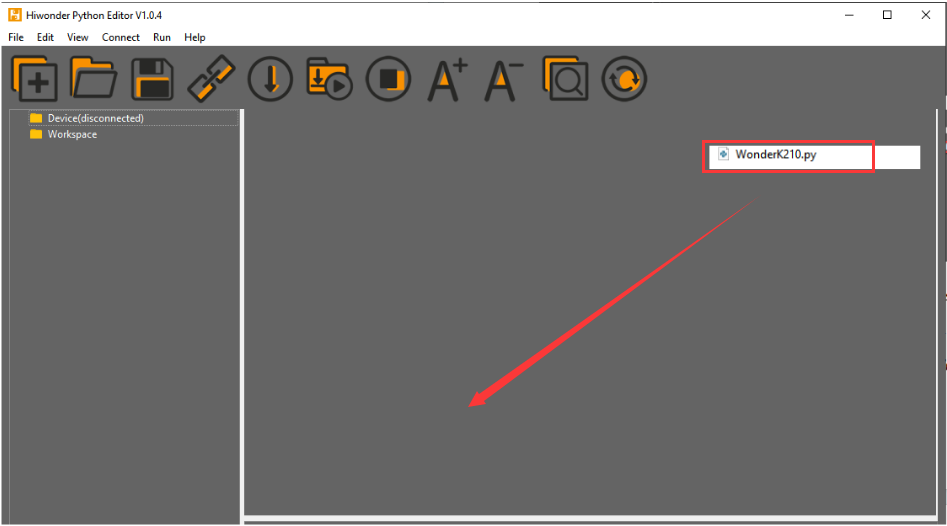 Hiwonder Python Editor V1.0.4
File Edit View Connect Run Help
A+ A−
Device(disconnected)
Workspace
WonderK210.py